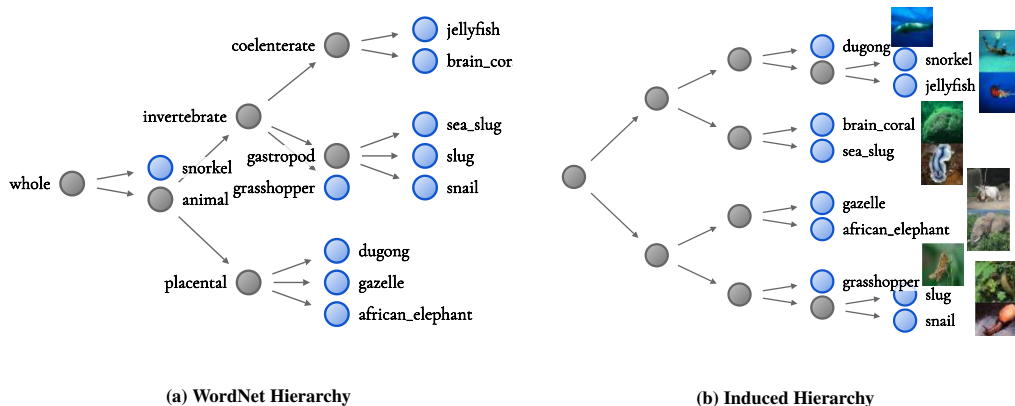 jellyfish
coelenterate
brain_cor
invertebrate
sea_slug
gastropod
slug
snorkel
whole
animal
grasshopper
snail
dugong
placental
gazelle
african_elephant
(a) WordNet Hierarchy
dugong
snorkel
jellyfish
brain_coral
sea_slug
gazelle
african_elephant
grasshopper
slug
snail
(b) Induced Hierarchy